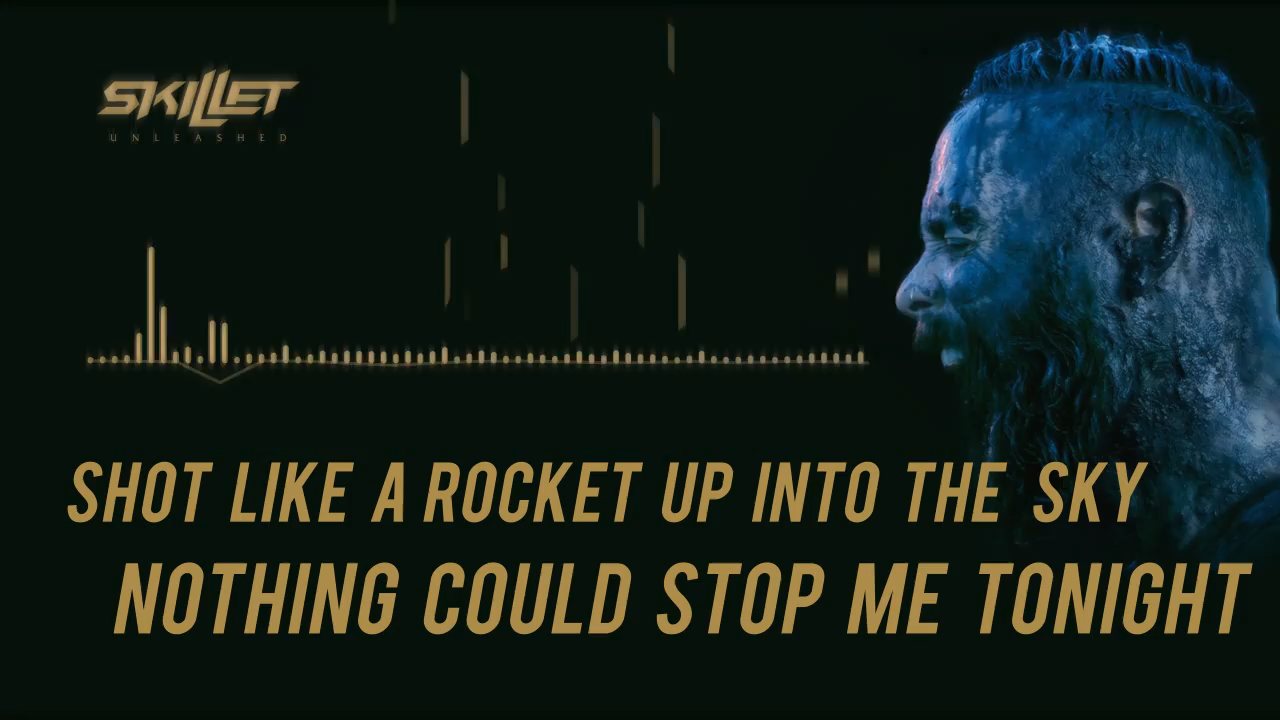 SKILLET
UNLEASHED
SHOT LIKE A ROCKET UP INTO THE SKY
NOTHING COULD STOP ME TONIGHT